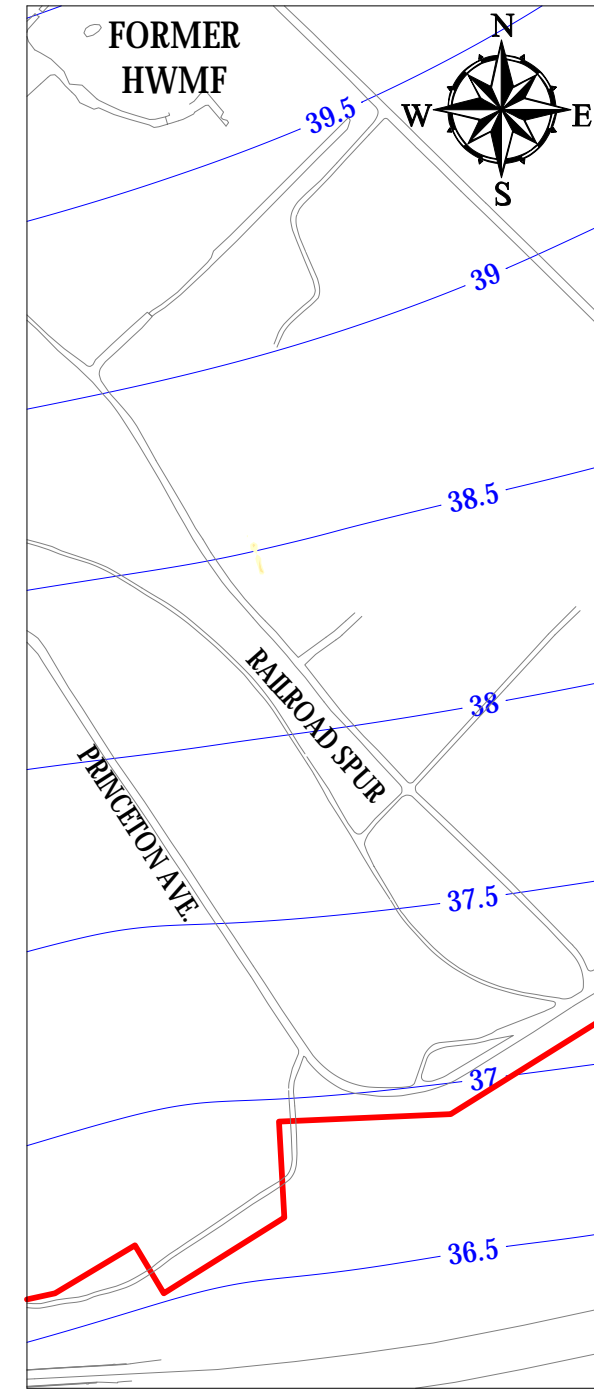 FORMER
HWMF
N
W
E
S
39.5
39
38.5
38
RAILROAD SPUR
PRINCETON AVE.
37.5
37
36.5